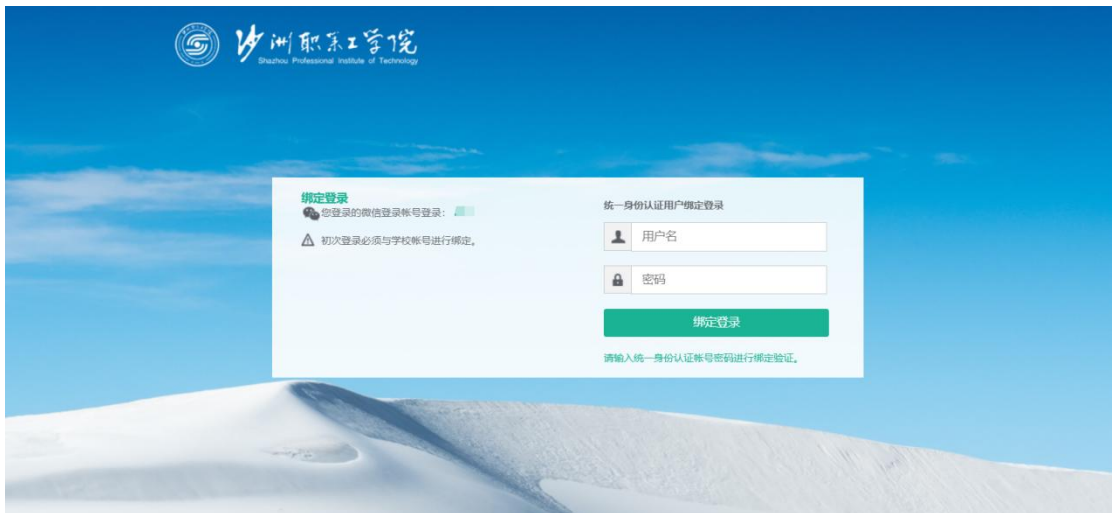 沙洲职业工学院
Shazhou Professional Institute of Technology
绑定登录
您登录的微信登录帐号登录：
初次登录必须与学校帐号进行绑定。
统一身份认证用户绑定登录
用户名
密码
绑定登录
请输入统一身份认证帐号密码进行绑定验证。